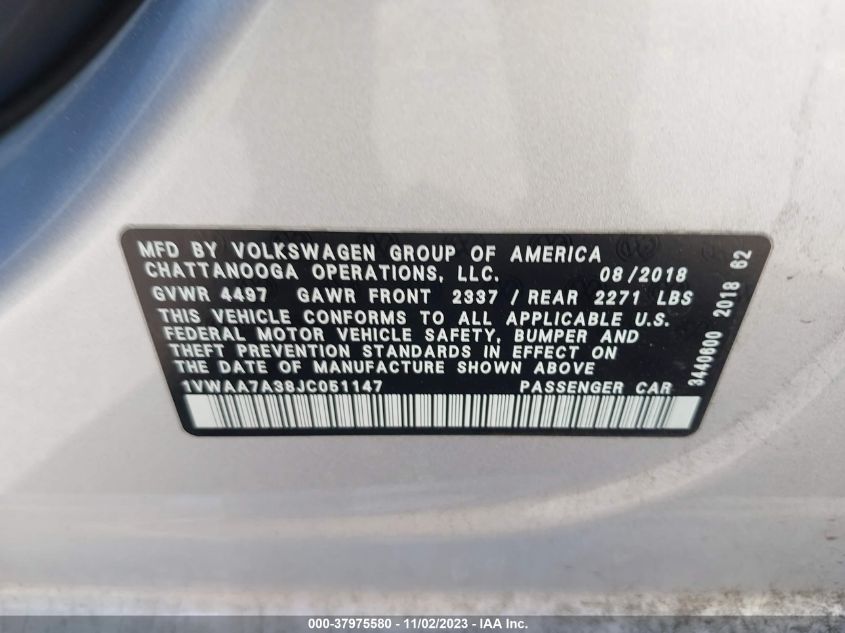 MFD BY VOLKSWAGEN GROUP OF AMERICA
CHATTANOOGA OPERATIONS, LLC. 08/2018
GVWR 4497 GAWR FRONT 2337 / REAR 2271 LBS
THIS VEHICLE CONFORMS TO ALL APPLICABLE U.S.
FEDERAL MOTOR VEHICLE SAFETY, BUMPER AND
THEFT PREVENTION STANDARDS IN EFFECT ON
THE DATE OF MANUFACTURE SHOWN ABOVE
1VWAA7A38JC051147 PASSENGER CAR
3440600 2018 62
000-37975580 - 11/02/2023 - IAA Inc.